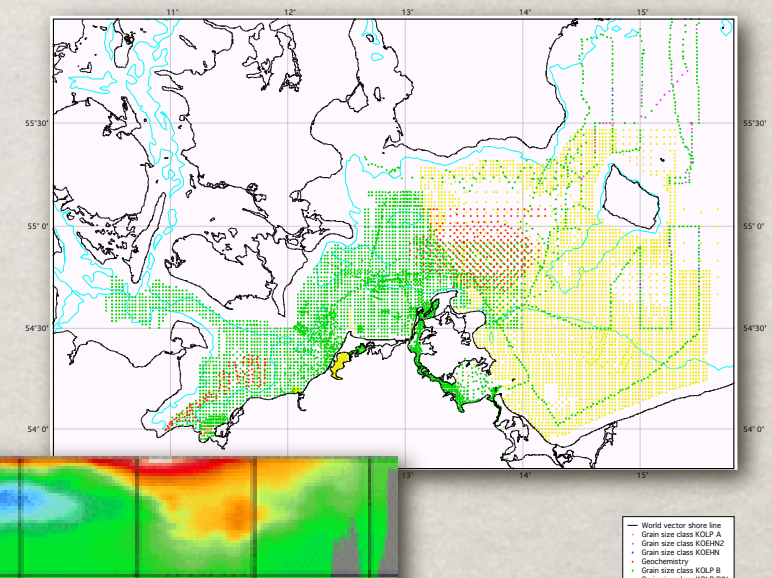 11˚ 12˚ 13˚ 14˚ 15˚
55˚30' 55˚30'
55˚ 0' 55˚ 0'
54˚30' 54˚30'
54˚ 0' 54˚ 0'
11˚ 12˚ 13˚ 14˚ 15˚
World vector shore line
Grain size class KOLP A
Grain size class KOEHN2
Grain size class KOEHN
Geochemistry
Grain size class KOLP B